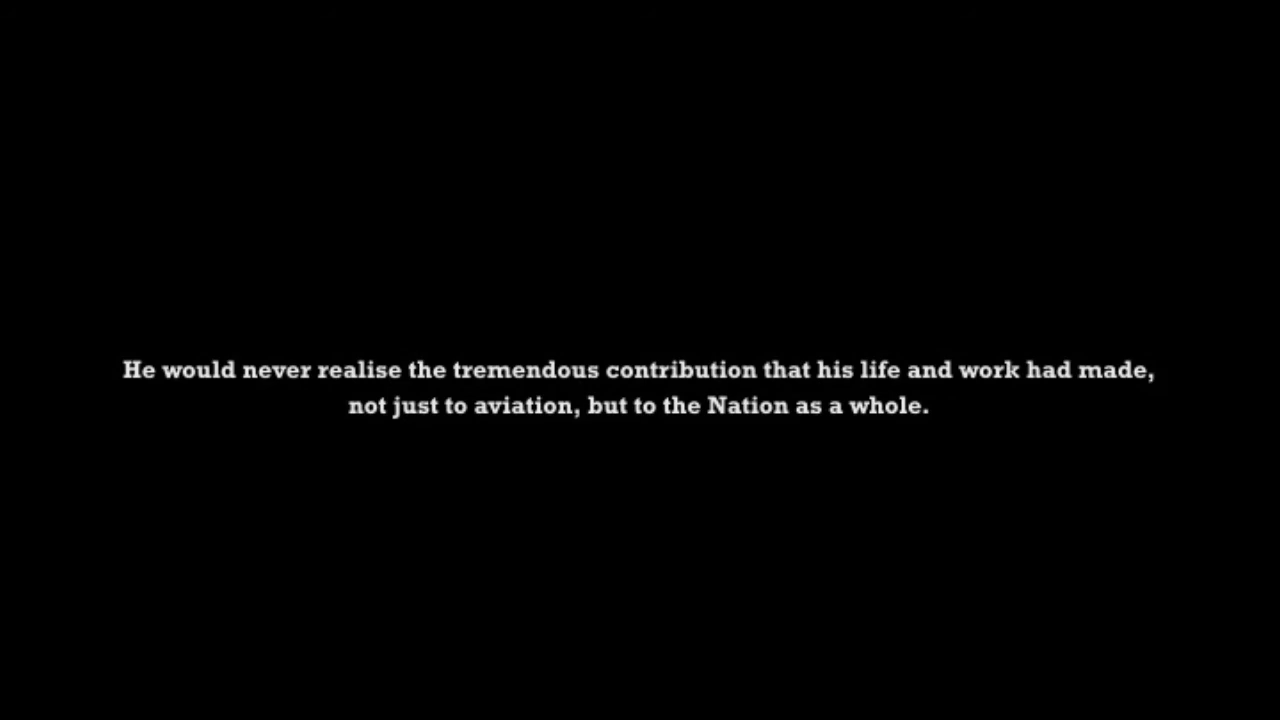 He would never realise the tremendous contribution that his life and work had made,
not just to aviation, but to the Nation as a whole.